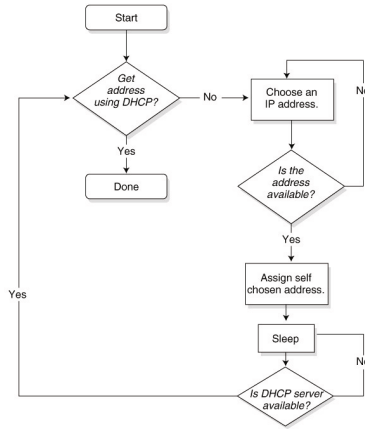 Start
Get
address
using DHCP?
No
Choose an
IP address.
Yes
Done
Is the
address
available?
Yes
Assign self
chosen address.
Sleep
Yes
Is DHCP server
available?